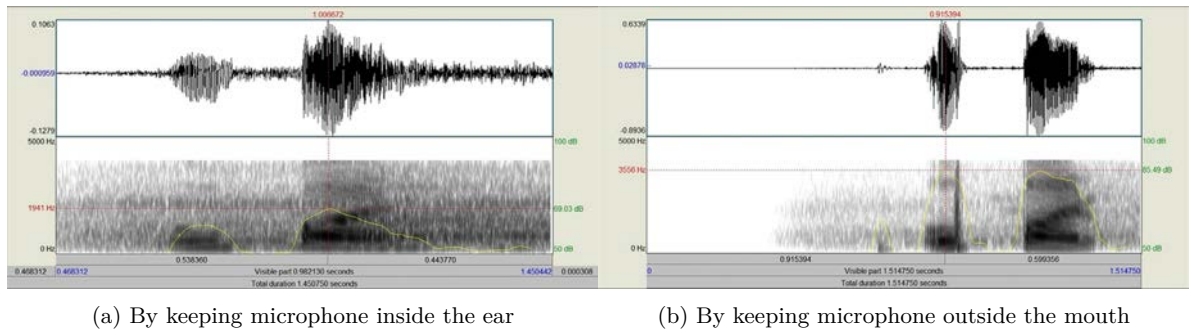 1.006672
0.1063
-0.000959
-0.1279
5000 Hz
100 dB
1941 Hz
69.03 dB
0 Hz
50 dB
0.538360
0.443770
0.468312
0.468312
Visible part 0.982130 seconds
1.450442
0.000308
Total duration 1.450750 seconds
(a) By keeping microphone inside the ear
0.915394
0.6339
0.02878
-0.8936
5000 Hz
100 dB
3556 Hz
85.49 dB
0 Hz
50 dB
0.915394
0.599356
0
Visible part 1.514750 seconds
1.514750
Total duration 1.514750 seconds
(b) By keeping microphone outside the mouth